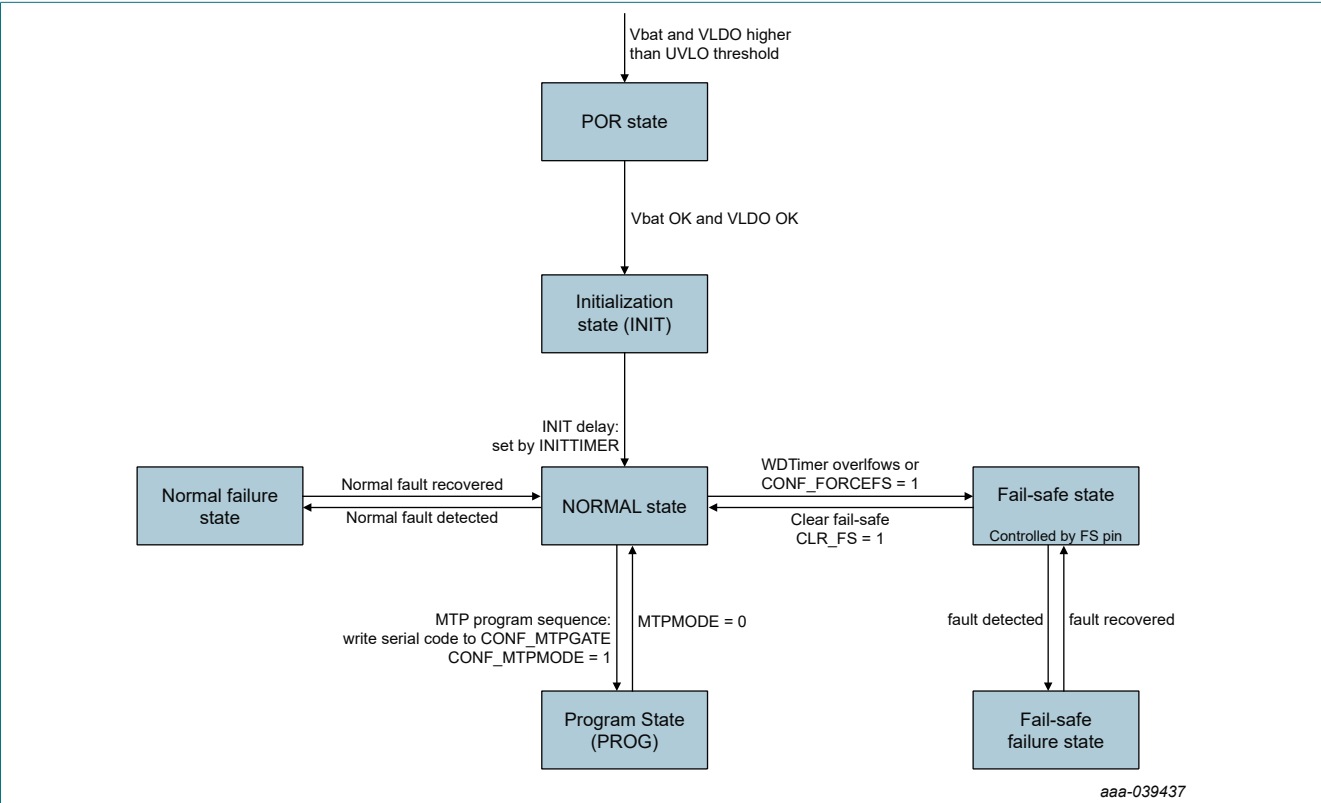 Vbat and VLDO higher
than UVLO threshold
POR state
Vbat OK and VLDO OK
Initialization
state (INIT)
INIT delay:
set by INITTIMER
Normal failure
state
Normal fault recovered
Normal fault detected
NORMAL state
WDTimer overlfows or
CONF_FORCEFS = 1
Clear fail-safe
CLR_FS = 1
Fail-safe state
Controlled by FS pin
MTP program sequence:
write serial code to CONF_MTPGATE
CONF_MTPMODE = 1
MTPMODE = 0
fault detected
fault recovered
Program State
(PROG)
Fail-safe
failure state
aaa-039437